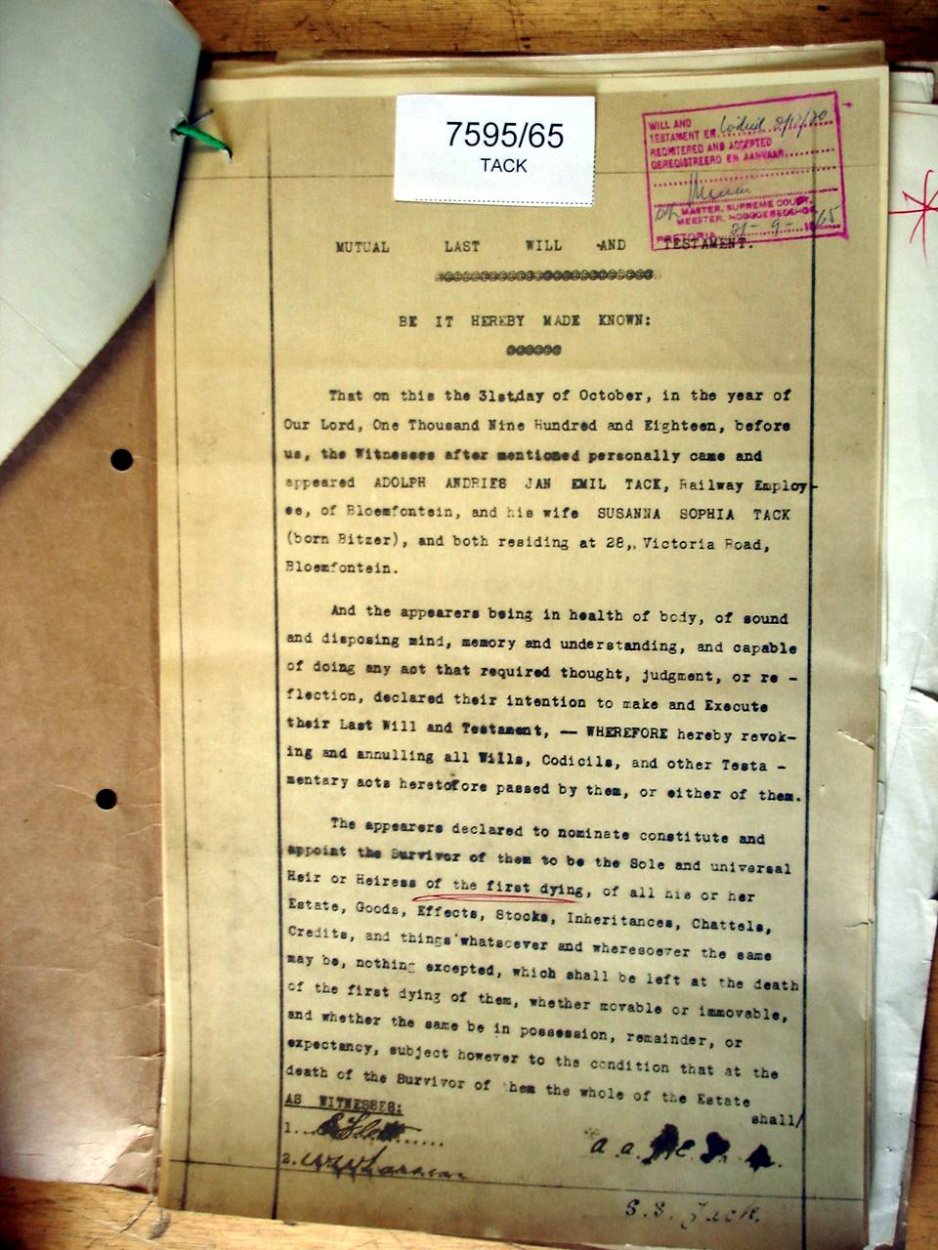 7595/65
TACK
WILL AND
TESTAMENT EN Codicil 2/12/20
REGISTERED AND ACCEPTED
GEREGISTREERD EN AANVAAR
MASTER, SUPREME COURT,
MEESTER, HOOGGEREGSHOF
PRETORIA 21-9-1965
MUTUAL LAST WILL AND TESTAMENT.
BE IT HEREBY MADE KNOWN:
That on this the 31st,day of October, in the year of
Our Lord, One Thousand Nine Hundred and Eighteen, before
us, the Witnesses after mentioned personally came and
appeared ADOLPH ANDRIES JAN EMIL TACK, Railway Employ-
ee, of Bloemfontein, and his wife SUSANNA SOPHIA TACK
(born Bitzer), and both residing at 28,, Victoria Road,
Bloemfontein.
And the appearers being in health of body, of sound
and disposing mind, memory and understanding, and capable
of doing any act that required thought, judgment, or re -
flection, declared their intention to make and Execute
their Last Will and Testament, — WHEREFORE hereby revok-
ing and annulling all Wills, Codicils, and other Testa -
mentary acts heretofore passed by them, or either of them.
The appearers declared to nominate constitute and
appoint the Survivor of them to be the Sole and universal
Heir or Heiress of the first dying, of all his or her
Estate, Goods, Effects, Stocks, Inheritances, Chattels,
Credits, and things whatsoever and wheresoever the same
may be, nothing excepted, which shall be left at the death
of the first dying of them, whether movable or immovable,
and whether the same be in possession, remainder, or
expectancy, subject however to the condition that at the
death of the Survivor of them the whole of the Estate
shall/
AS WITNESSES:
1.
2.
S. S. Tack.